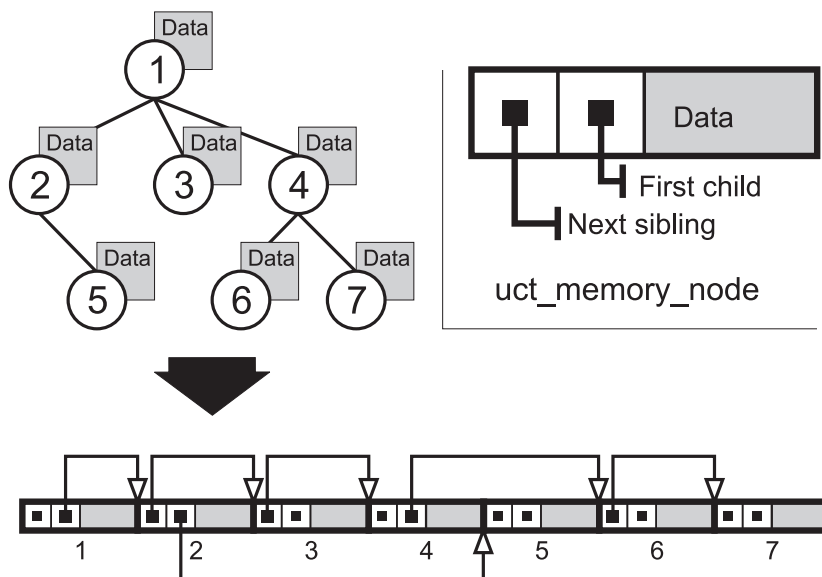 Data
1
Data
Data
Data
2
3
4
Data
Data
Data
5
6
7
Data
First child
Next sibling
uct_memory_node
1 2 3 4 5 6 7